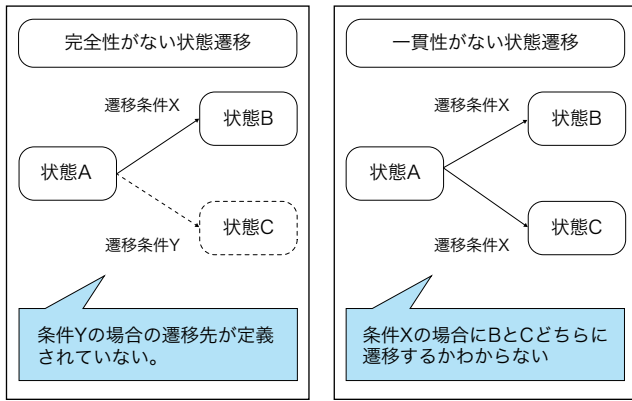 完全性がない状態遷移
遷移条件X
状態B
状態A
状態C
遷移条件Y
条件Yの場合の遷移先が定義
されていない。
一貫性がない状態遷移
遷移条件X
状態B
状態A
状態C
遷移条件X
条件Xの場合にBとCどちらに
遷移するかわからない